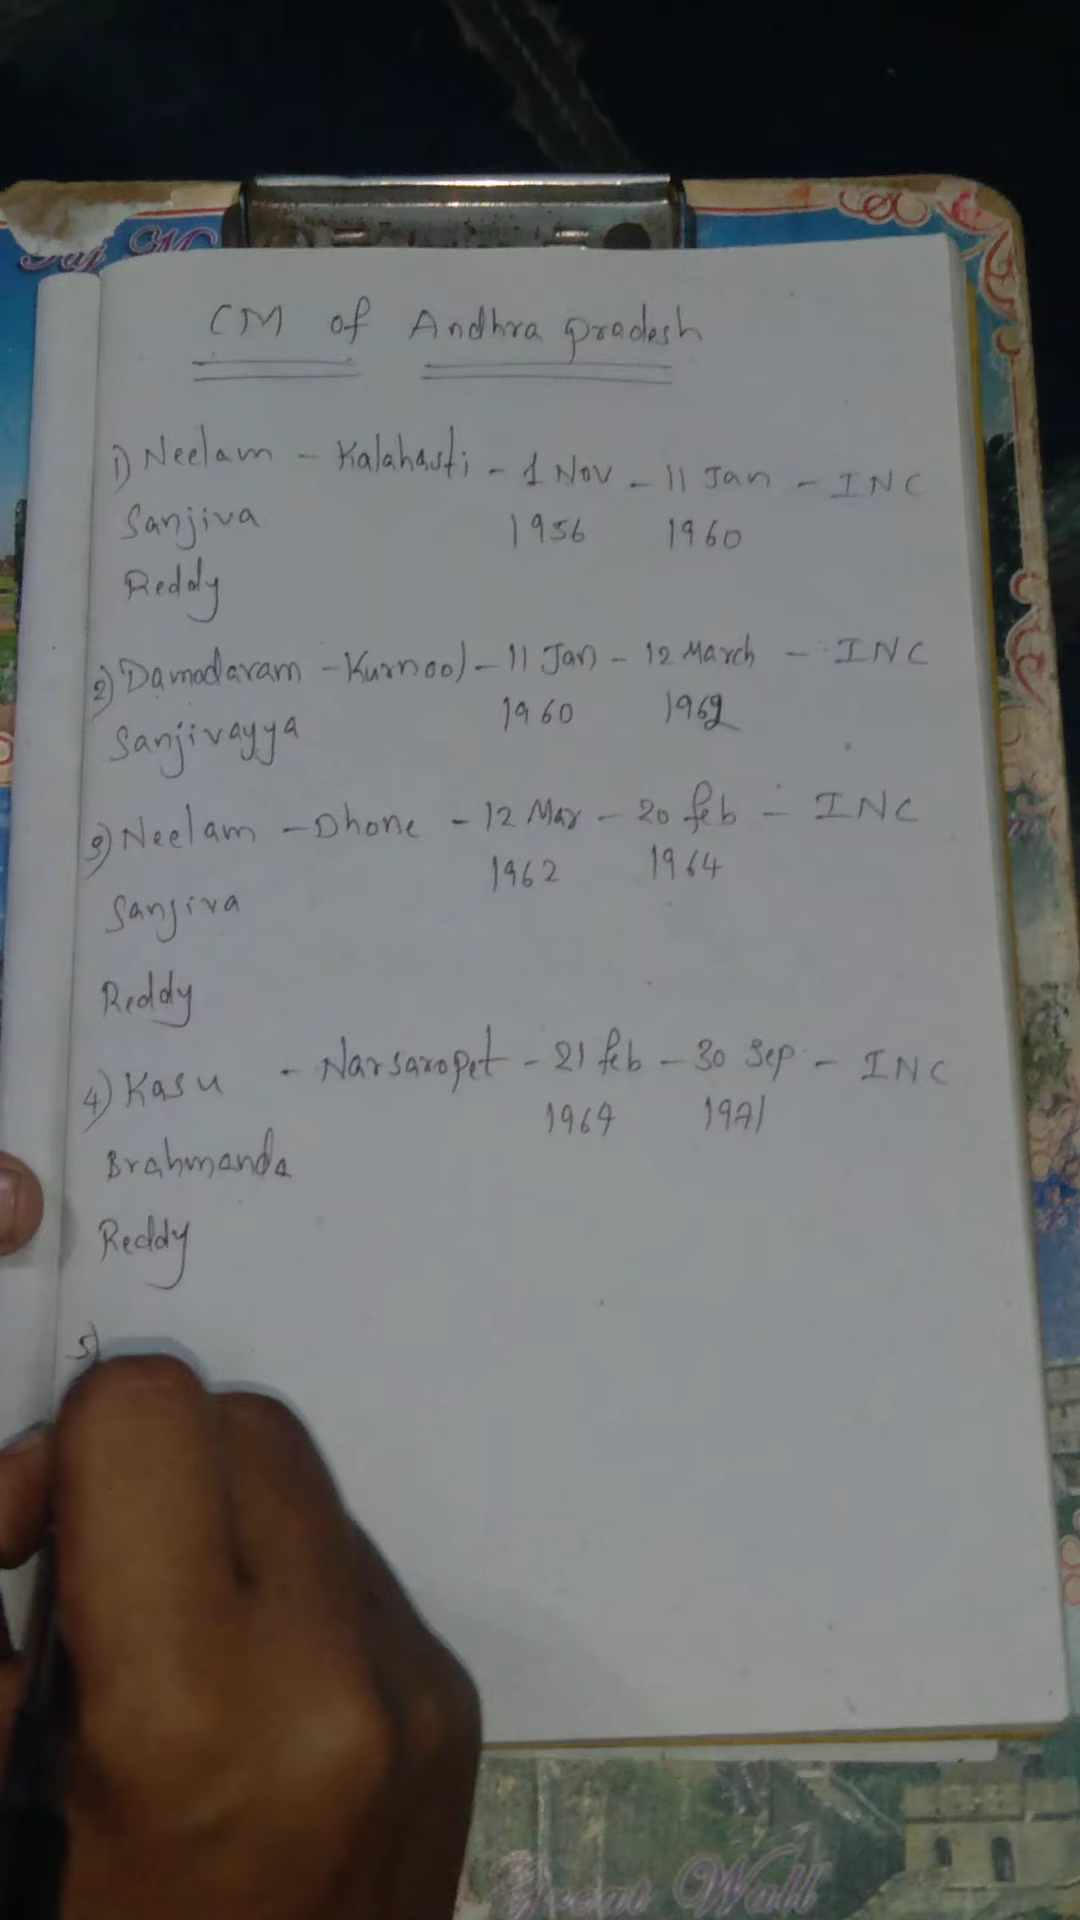 CM of Andhra pradesh
1) Neelam - Kalahasti - 1 Nov - 11 Jan - INC
Sanjiva 1956 1960
Reddy
2) Damodaram - Kurnool - 11 Jan - 12 March - INC
Sanjivayya 1960 1962
3) Neelam - Dhone - 12 Mar - 20 feb - INC
Sanjiva 1962 1964
Reddy
4) Kasu - Narsaropet - 21 feb - 30 Sep - INC
Brahmanda 1964 1971
Reddy
5)
Great Wall